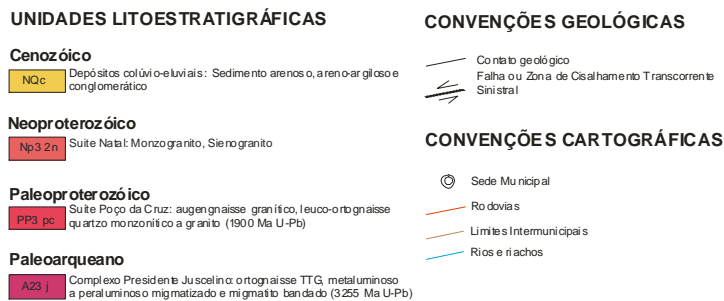 UNIDADES LITOESTRATIGRÁFICAS
Cenozóico
NQc
Depósitos colúvio-eluviais: Sedimento arenoso, areno-argiloso e
conglomerático
Neoproterozóico
Np3 2n
Suite Natal: Monzogranito, Sienogranito
Paleoproterozóico
PP3 pc
Suíte Poço da Cruz: augengnaisse granítico, leuco-ortognaisse
quartzo monzonítico a granito (1900 Ma U-Pb)
Paleoarqueano
A23 j
Complexo Presidente Juscelino: ortognaisse TTG, metaluminoso
a peraluminoso migmatizado e migmatito bandado (3255 Ma U-Pb)
CONVENÇÕES GEOLÓGICAS
Contato geológico
Falha ou Zona de Cisalhamento Transcorrente
Sinistral
CONVENÇÕES CARTOGRÁFICAS
Sede Municipal
Rodovias
Limites Intermunicipais
Rios e riachos